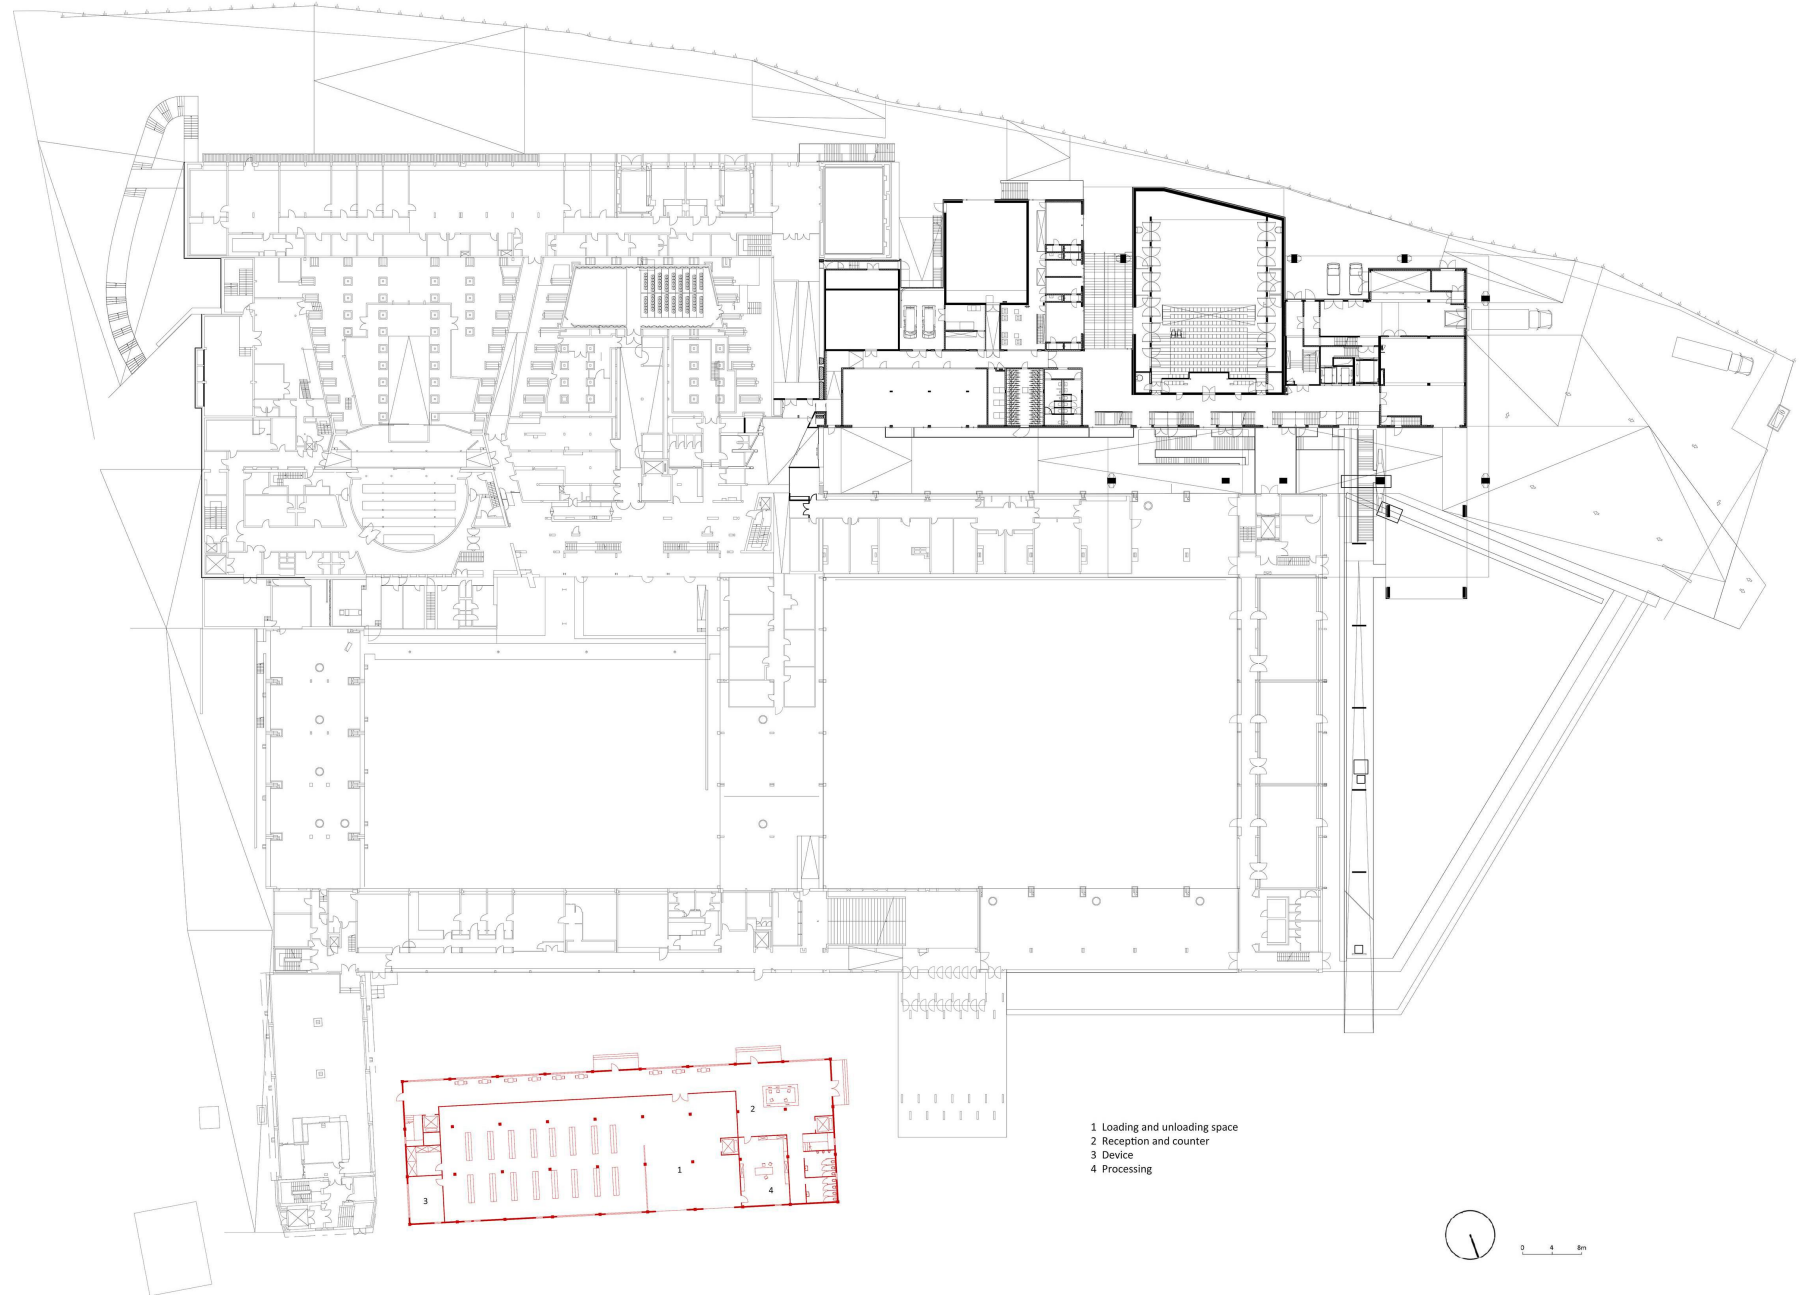 2
1
3
4
1 Loading and unloading space
2 Reception and counter
3 Device
4 Processing
0 4 8m